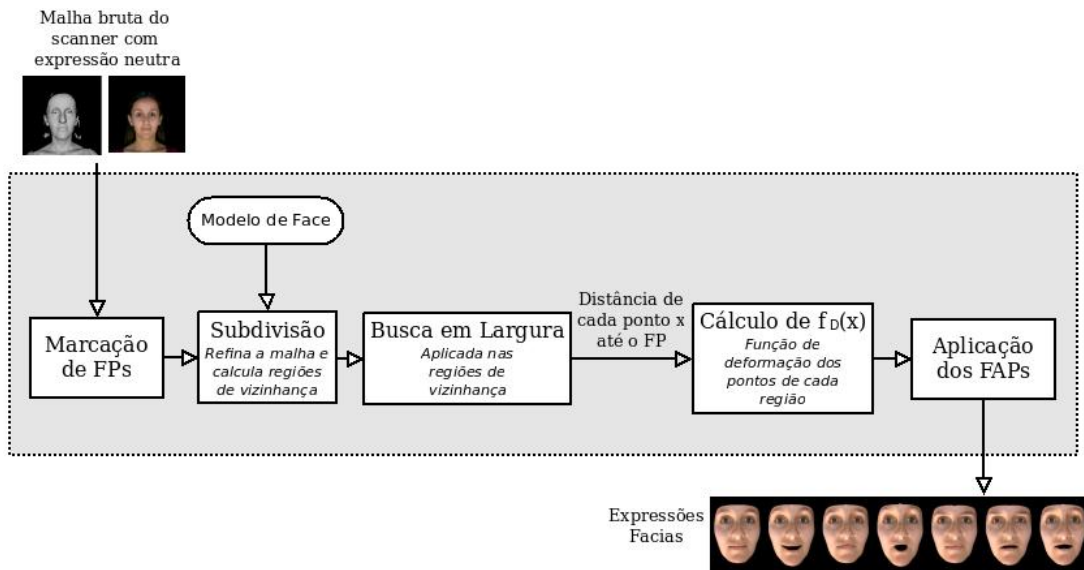 Malha bruta do
scanner com
expressão neutra
Modelo de Face
Marcação
de FPs
Subdivisão
Refina a malha e
calcula regiões
de vizinhança
Busca em Largura
Aplicada nas
regiões de
vizinhança
Distância de
cada ponto x
até o FP
Cálculo de f_D(x)
Função de
deformação dos
pontos de cada
região
Aplicação
dos FAPs
Expressões
Facias